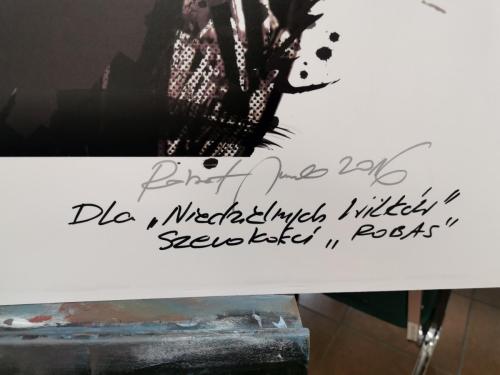 Robert 2016
Dla „Niedzielnych Wilków"
Szerokości „ROBAS"